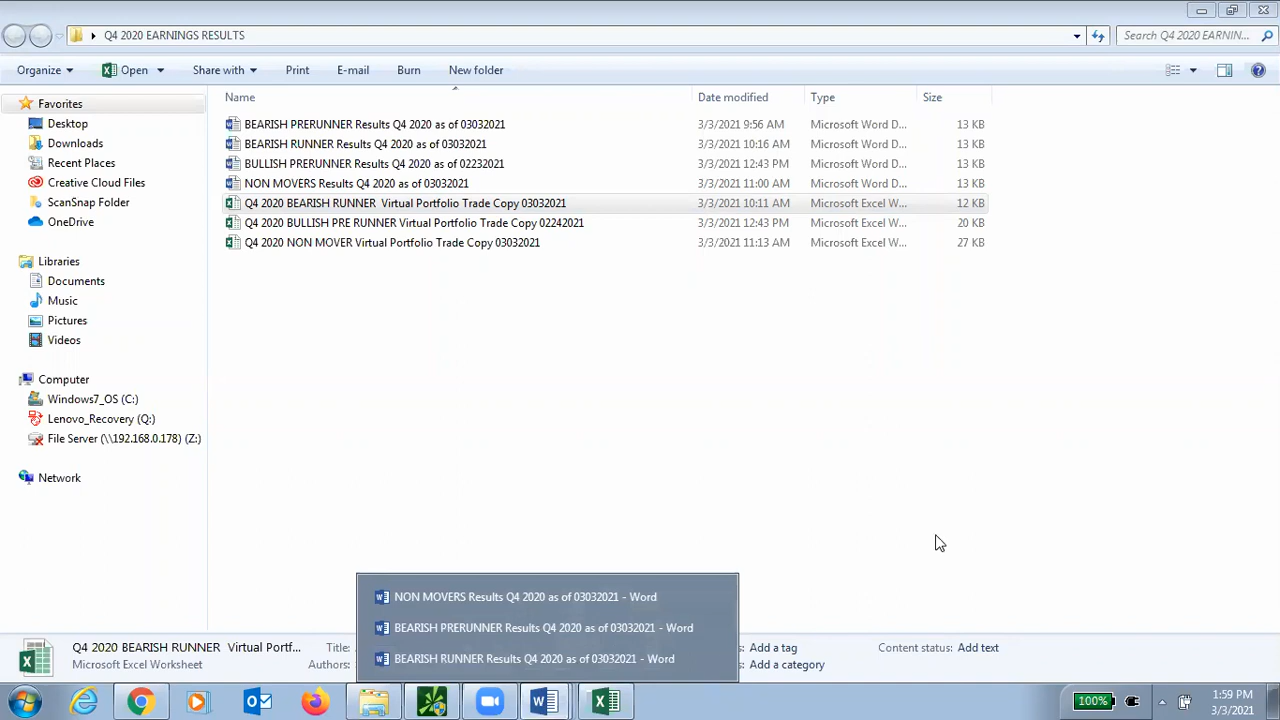 Q4 2020 EARNINGS RESULTS
Search Q4 2020 EARNIN...
Organize
Open
Share with
Print
E-mail
Burn
New folder
Name
Date modified
Type
Size
Favorites
Desktop
Downloads
Recent Places
Creative Cloud Files
ScanSnap Folder
OneDrive
Libraries
Documents
Music
Pictures
Videos
Computer
Windows7_OS (C:)
Lenovo_Recovery (Q:)
File Server (\\192.168.0.178) (Z:)
Network
BEARISH PRERUNNER Results Q4 2020 as of 03032021 3/3/2021 9:56 AM Microsoft Word D... 13 KB
BEARISH RUNNER Results Q4 2020 as of 03032021 3/3/2021 10:16 AM Microsoft Word D... 13 KB
BULLISH PRERUNNER Results Q4 2020 as of 02232021 3/3/2021 12:43 PM Microsoft Word D... 13 KB
NON MOVERS Results Q4 2020 as of 03032021 3/3/2021 11:00 AM Microsoft Word D... 13 KB
Q4 2020 BEARISH RUNNER Virtual Portfolio Trade Copy 03032021 3/3/2021 10:11 AM Microsoft Excel W... 12 KB
Q4 2020 BULLISH PRE RUNNER Virtual Portfolio Trade Copy 02242021 3/3/2021 12:43 PM Microsoft Excel W... 20 KB
Q4 2020 NON MOVER Virtual Portfolio Trade Copy 03032021 3/3/2021 11:13 AM Microsoft Excel W... 27 KB
NON MOVERS Results Q4 2020 as of 03032021 - Word
BEARISH PRERUNNER Results Q4 2020 as of 03032021 - Word
BEARISH RUNNER Results Q4 2020 as of 03032021 - Word
Q4 2020 BEARISH RUNNER Virtual Portf... Title: Add a tag Content status: Add text
Microsoft Excel Worksheet Authors: Add a category
100%
1:59 PM
3/3/2021